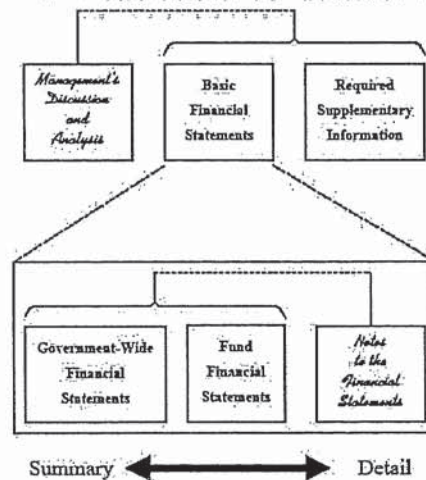 Management's
Discussion
and
Analysis
Basic
Financial
Statements
Required
Supplementary
Information
Government-Wide
Financial
Statements
Fund
Financial
Statements
Notes
to the
Financial
Statements
Summary
Detail